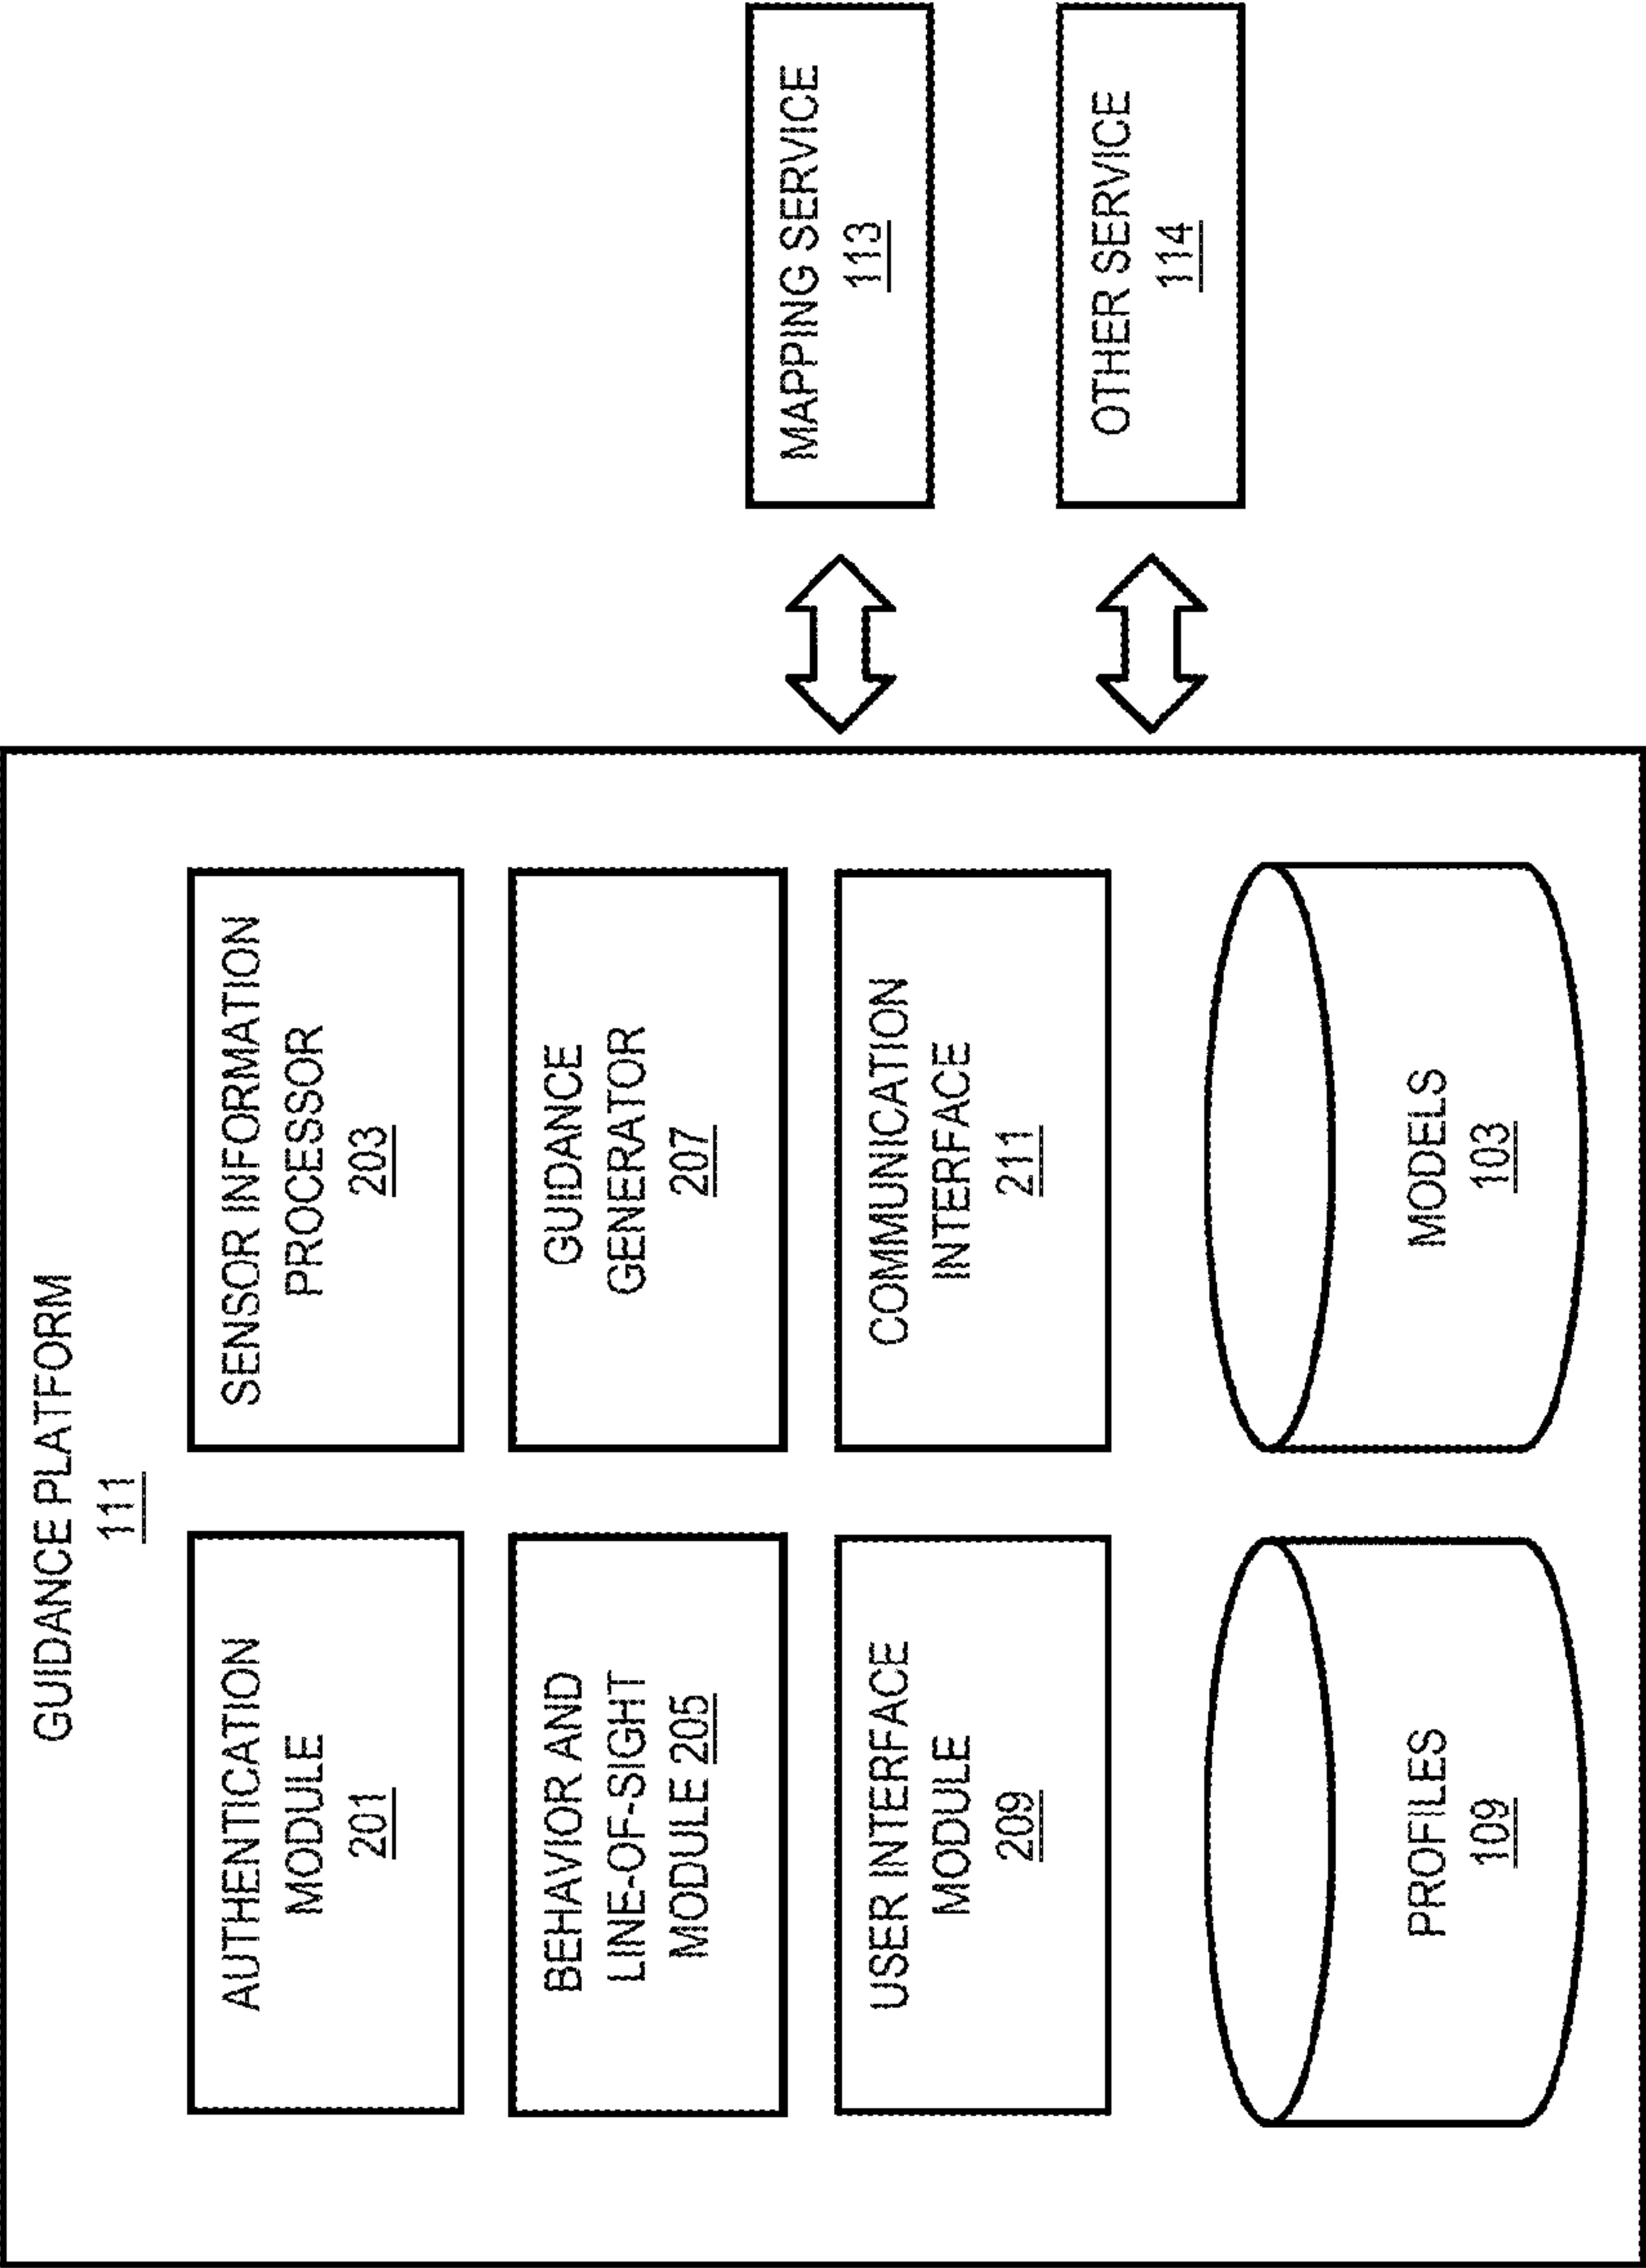 GUIDANCE PLATFORM
111
AUTHENTICATION
MODULE
201
SENSOR INFORMATION
PROCESSOR
203
BEHAVIOR AND
LINE-OF-SIGHT
MODULE 205
GUIDANCE
GENERATOR
207
USER INTERFACE
MODULE
209
COMMUNICATION
INTERFACE
211
PROFILES
109
MODELS
103
MAPPING SERVICE
113
OTHER SERVICE
114